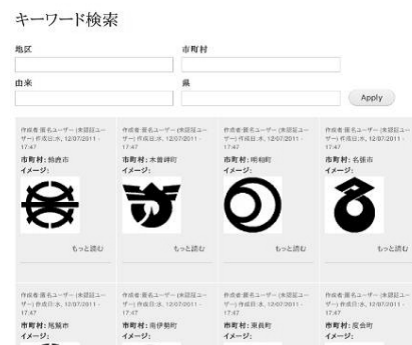 キーワード検索
地区
市町村
由来
県
Apply
作成者 匿名ユーザー (未認証ユーザー) 作成日:水, 12/07/2011 - 17:47
市町村: 鈴鹿市
イメージ:
もっと読む
作成者 匿名ユーザー (未認証ユーザー) 作成日:水, 12/07/2011 - 17:47
市町村: 木曽岬町
イメージ:
もっと読む
作成者 匿名ユーザー (未認証ユーザー) 作成日:水, 12/07/2011 - 17:47
市町村: 明和町
イメージ:
もっと読む
作成者 匿名ユーザー (未認証ユーザー) 作成日:水, 12/07/2011 - 17:47
市町村: 名張市
イメージ:
もっと読む
作成者 匿名ユーザー (未認証ユーザー) 作成日:水, 12/07/2011 - 17:47
市町村: 尾鷲市
イメージ:
作成者 匿名ユーザー (未認証ユーザー) 作成日:水, 12/07/2011 - 17:47
市町村: 南伊勢町
イメージ:
作成者 匿名ユーザー (未認証ユーザー) 作成日:水, 12/07/2011 - 17:47
市町村: 東員町
イメージ:
作成者 匿名ユーザー (未認証ユーザー) 作成日:水, 12/07/2011 - 17:47
市町村: 度会町
イメージ: